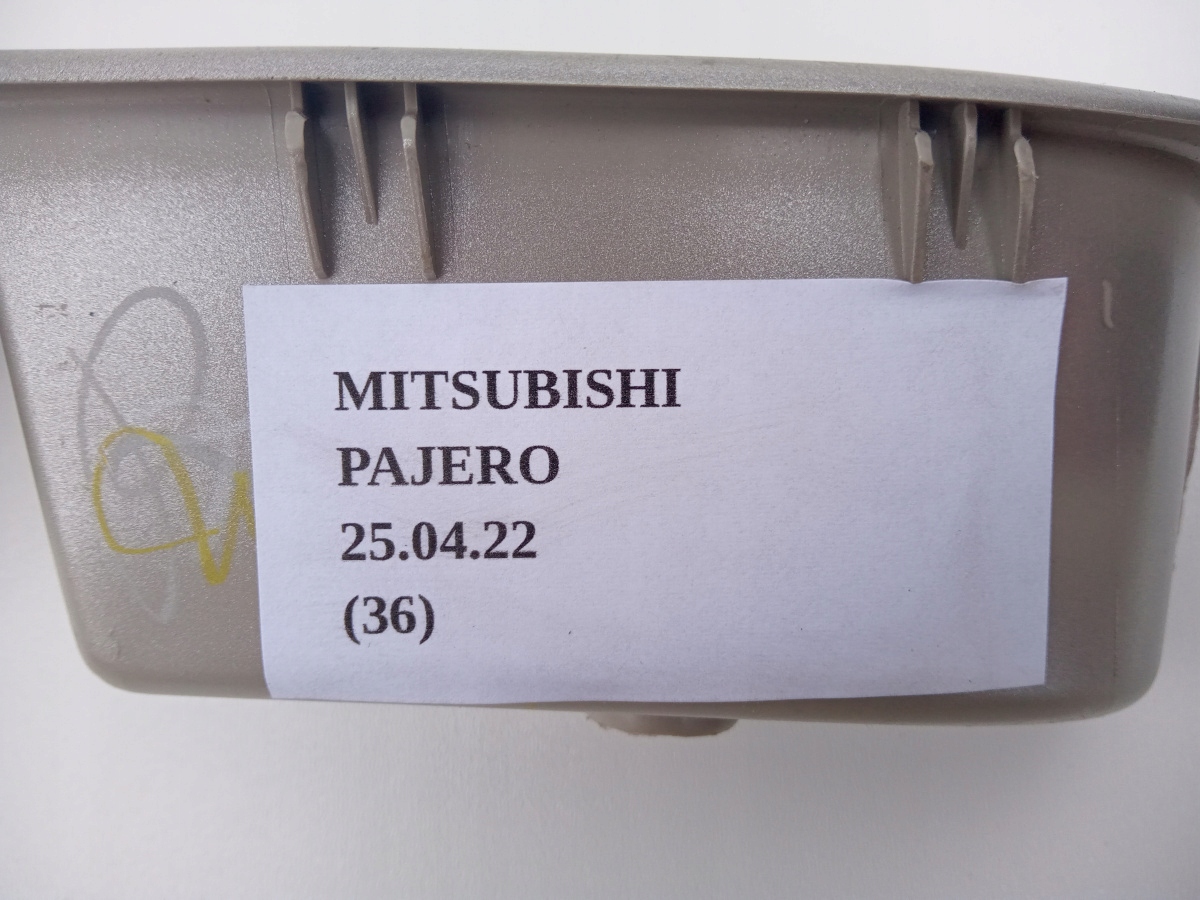 MITSUBISHI
PAJERO
25.04.22
(36)